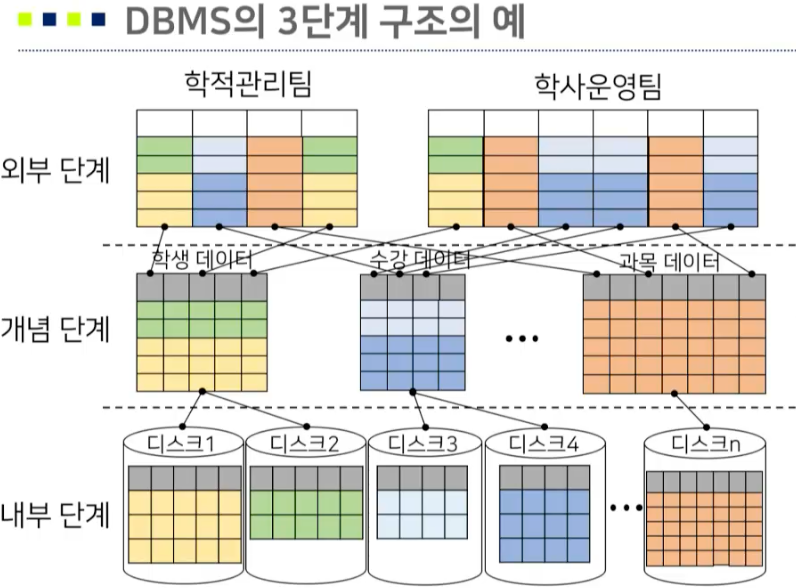 DBMS의 3단계 구조의 예
학적관리팀
학사운영팀
외부 단계
학생 데이터
수강 데이터
과목 데이터
개념 단계
...
디스크1
디스크2
디스크3
디스크4
디스크n
내부 단계
...